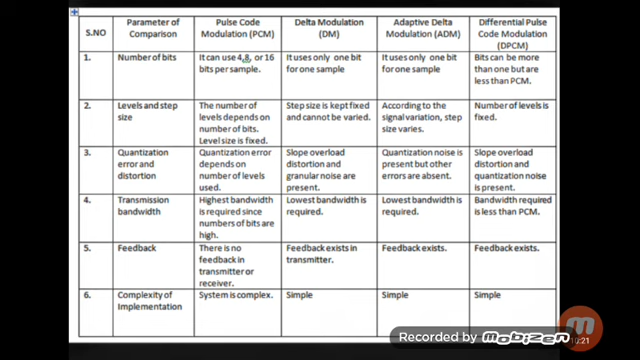 S.NO
Parameter of
Comparison
Pulse Code
Modulation (PCM)
Delta Modulation
(DM)
Adaptive Delta
Modulation (ADM)
Differential Pulse
Code Modulation
(DPCM)
1.
Number of bits
It can use 4,8, or 16
bits per sample.
It uses only one bit
for one sample
It uses only one bit
for one sample
Bits can be more
than one but are
less than PCM.
2.
Levels and step
size
The number of
levels depends on
number of bits.
Level size is fixed.
Step size is kept fixed
and cannot be varied.
According to the
signal variation, step
size varies.
Number of levels is
fixed.
3
Quantization
error and
distortion
Quantization error
depends on
number of levels
used.
Slope overload
distortion and
granular noise are
present.
Quantization noise is
present but other
errors are absent.
Slope overload
distortion and
quantization noise
is present.
4.
Transmission
bandwidth
Highest bandwidth
is required since
numbers of bits are
high.
Lowest bandwidth is
required.
Lowest bandwidth is
required.
Bandwidth required
is less than PCM.
5.
Feedback
There is no
feedback in
transmitter or
receiver.
Feedback exists in
transmitter.
Feedback exists.
Feedback exists.
6.
Complexity of
Implementation
System is complex.
Simple
Simple
Simple
Recorded by Mobizen
10:21